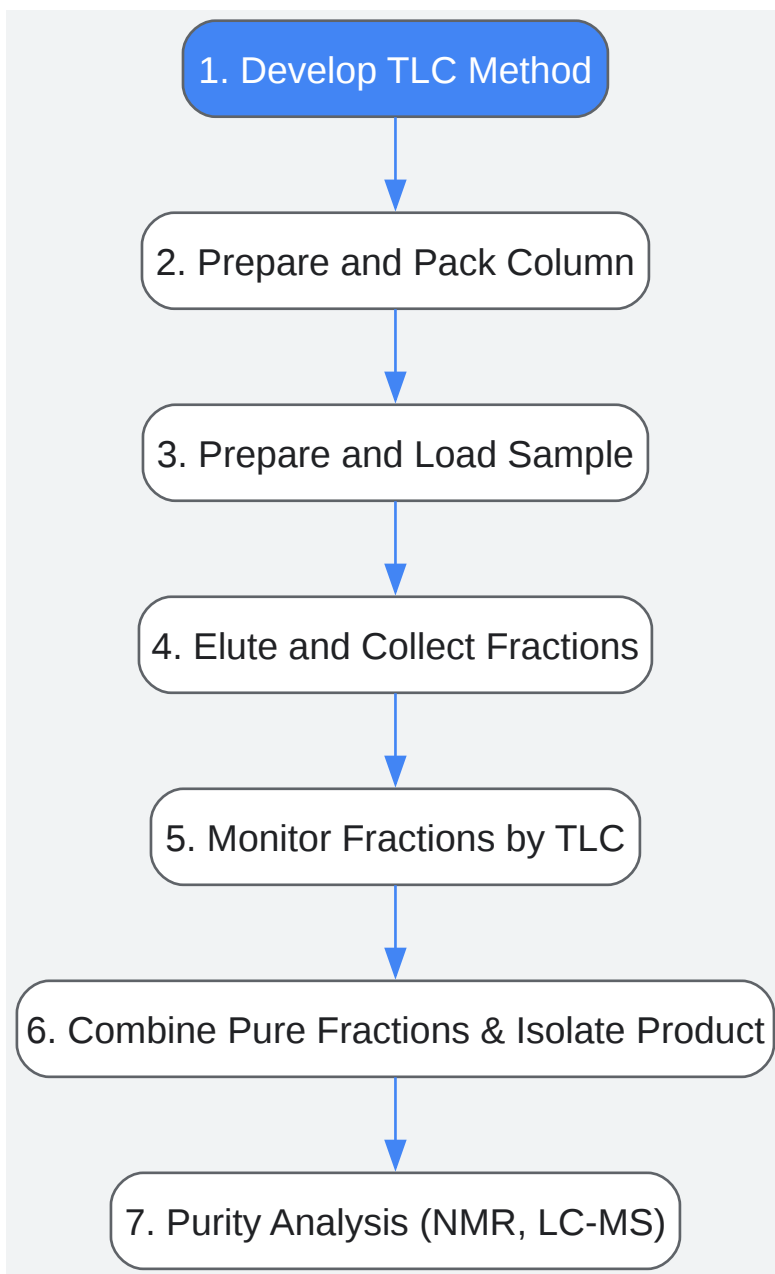 1. Develop TLC Method
2. Prepare and Pack Column
3. Prepare and Load Sample
4. Elute and Collect Fractions
5. Monitor Fractions by TLC
6. Combine Pure Fractions & Isolate Product
7. Purity Analysis (NMR, LC-MS)